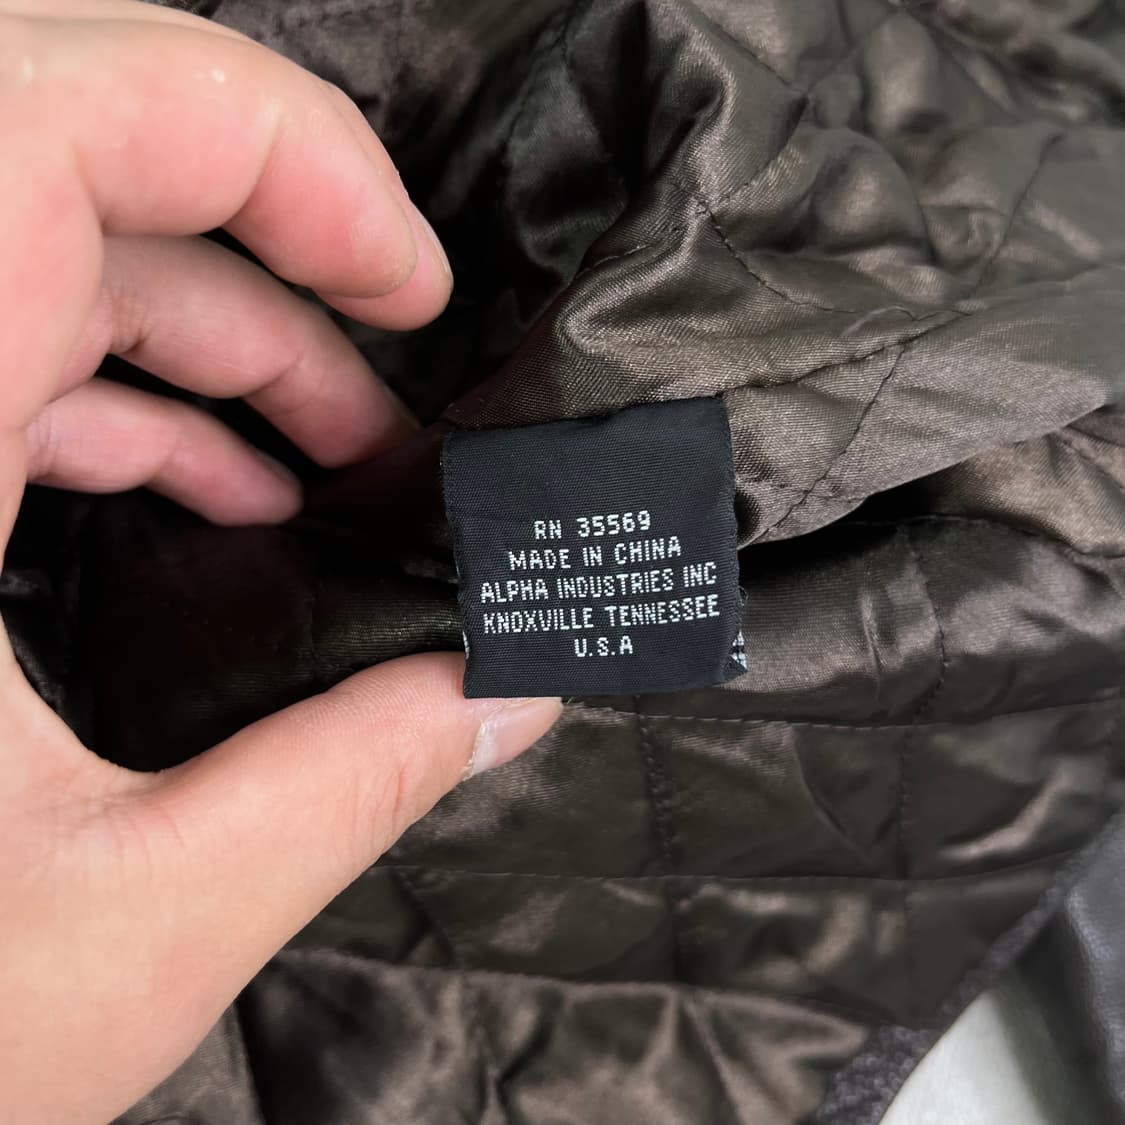 RN 35569
MADE IN CHINA
ALPHA INDUSTRIES INC
KNOXVILLE TENNESSEE
U.S.A